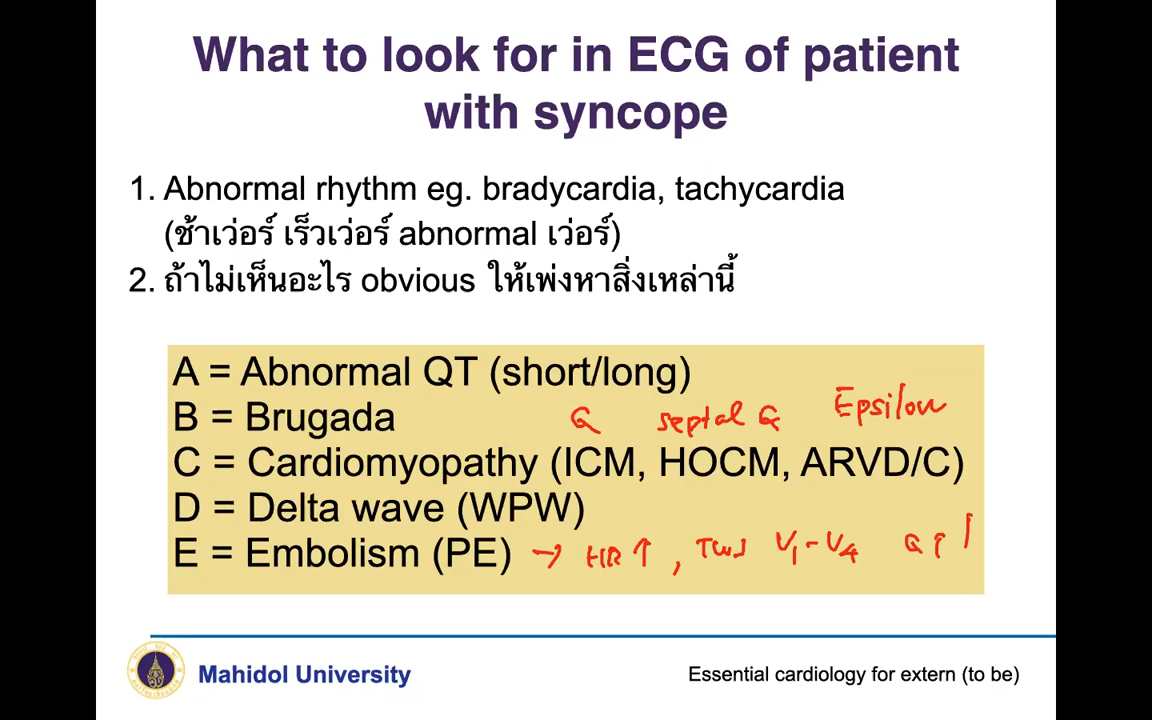 What to look for in ECG of patient
with syncope
1. Abnormal rhythm eg. bradycardia, tachycardia
(ช้าเว่อร์ เร็วเว่อร์ abnormal เว่อร์)
2. ถ้าไม่เห็นอะไร obvious ให้เพ่งหาสิ่งเหล่านี้
A = Abnormal QT (short/long)
B = Brugada
Q septal Q Epsilon
C = Cardiomyopathy (ICM, HOCM, ARVD/C)
D = Delta wave (WPW)
E = Embolism (PE) → HR ↑, TWI V1-V4
Mahidol University
Essential cardiology for extern (to be)